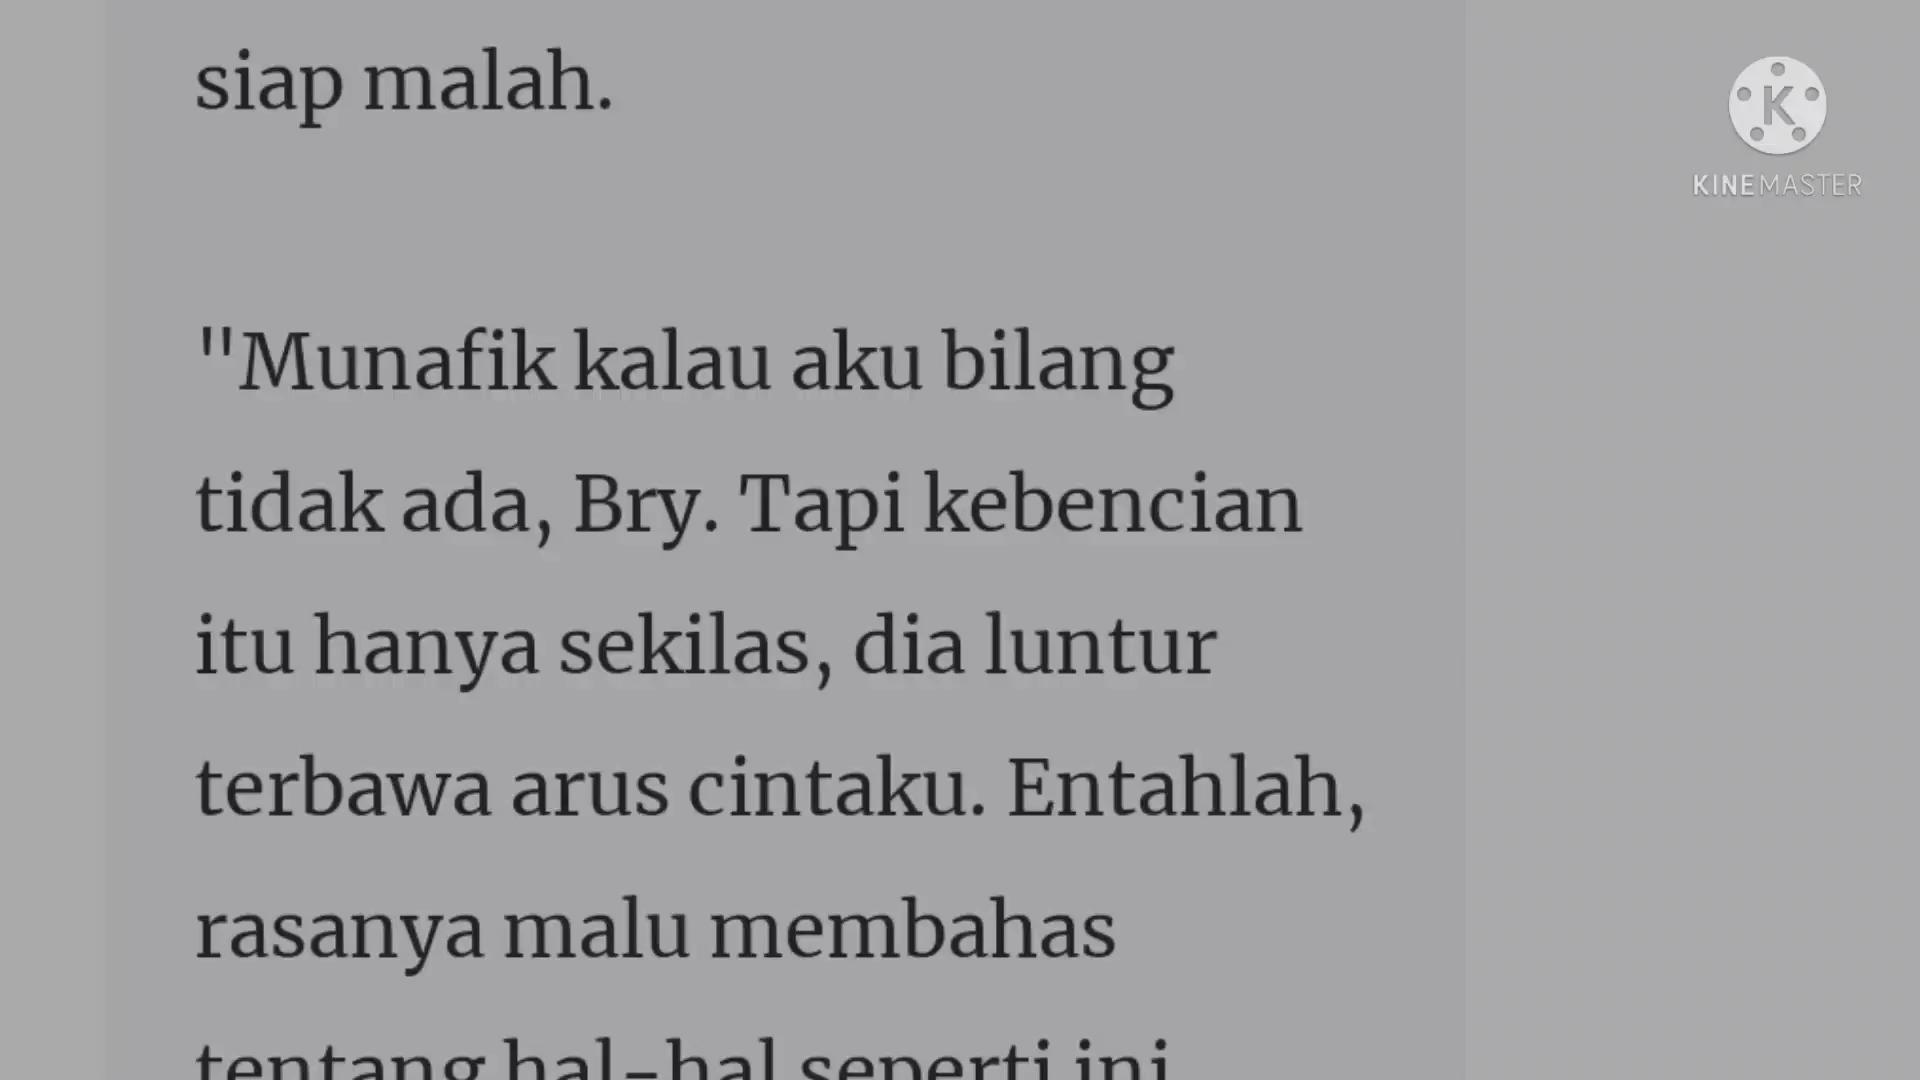 siap malah.
K
KINEMASTER
"Munafik kalau aku bilang
tidak ada, Bry. Tapi kebencian
itu hanya sekilas, dia luntur
terbawa arus cintaku. Entahlah,
rasanya malu membahas
tentang hal-hal seperti ini